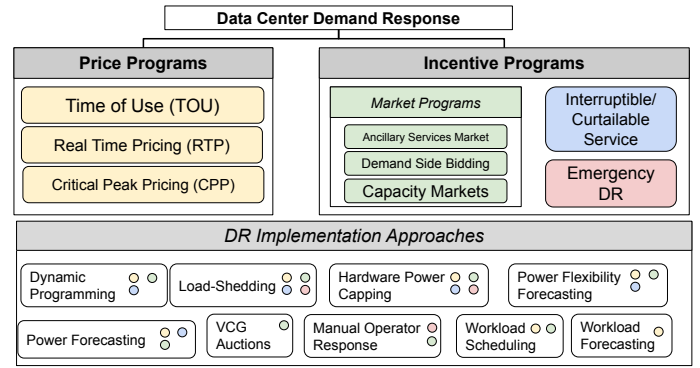 Data Center Demand Response
Price Programs
Time of Use (TOU)
Real Time Pricing (RTP)
Critical Peak Pricing (CPP)
Incentive Programs
Market Programs
Ancillary Services Market
Demand Side Bidding
Capacity Markets
Interruptible/
Curtailable
Service
Emergency
DR
DR Implementation Approaches
Dynamic
Programming
Load-Shedding
Hardware Power
Capping
Power Flexibility
Forecasting
Power Forecasting
VCG
Auctions
Manual Operator
Response
Workload
Scheduling
Workload
Forecasting